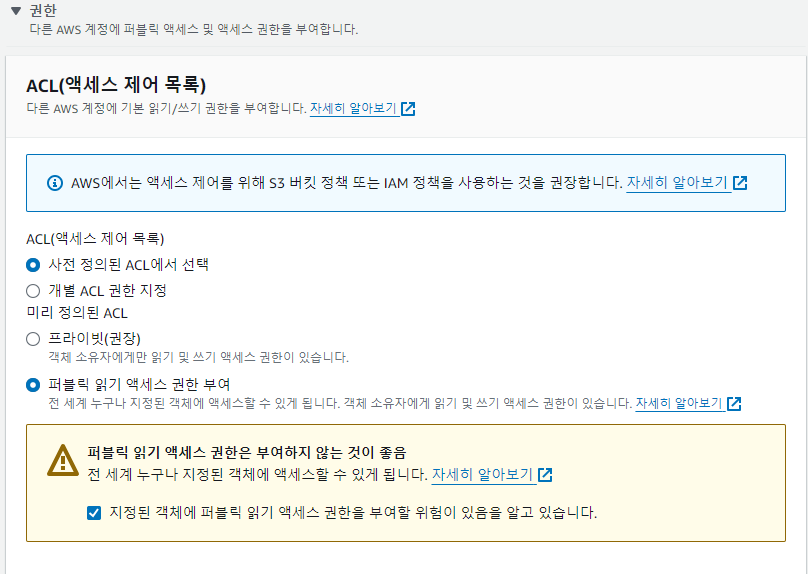 권한
다른 AWS 계정에 퍼블릭 액세스 및 액세스 권한을 부여합니다.
ACL(액세스 제어 목록)
다른 AWS 계정에 기본 읽기/쓰기 권한을 부여합니다. 자세히 알아보기
AWS에서는 액세스 제어를 위해 S3 버킷 정책 또는 IAM 정책을 사용하는 것을 권장합니다. 자세히 알아보기
ACL(액세스 제어 목록)
사전 정의된 ACL에서 선택
개별 ACL 권한 지정
미리 정의된 ACL
프라이빗(권장)
객체 소유자에게만 읽기 및 쓰기 액세스 권한이 있습니다.
퍼블릭 읽기 액세스 권한 부여
전 세계 누구나 지정된 객체에 액세스할 수 있게 됩니다. 객체 소유자에게 읽기 및 쓰기 액세스 권한이 있습니다. 자세히 알아보기
퍼블릭 읽기 액세스 권한은 부여하지 않는 것이 좋음
전 세계 누구나 지정된 객체에 액세스할 수 있게 됩니다. 자세히 알아보기
지정된 객체에 퍼블릭 읽기 액세스 권한을 부여할 위험이 있음을 알고 있습니다.